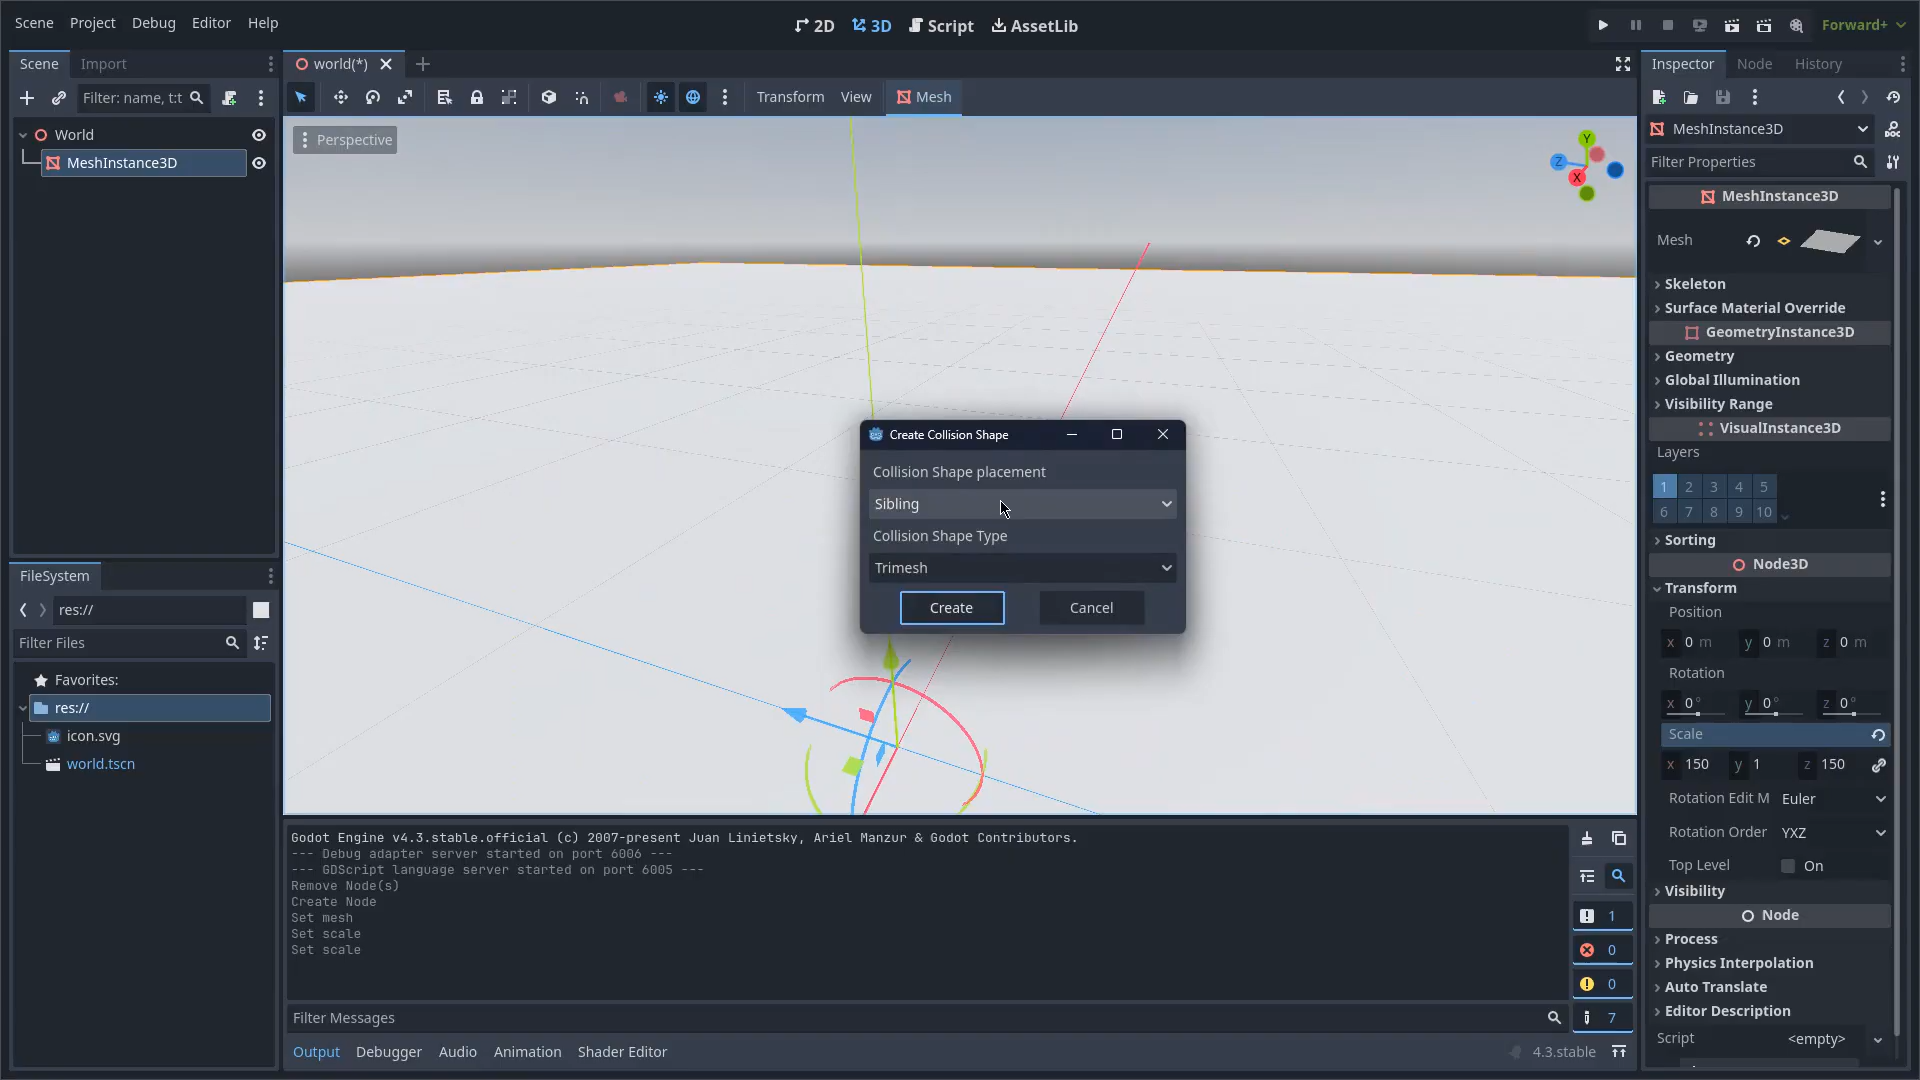 Scene Project Debug Editor Help
2D 3D Script AssetLib
Forward+
Scene Import
world(*)
Inspector Node History
Filter: name, t:t
Transform View Mesh
World
MeshInstance3D
Perspective
Y
Z
X
MeshInstance3D
Filter Properties
MeshInstance3D
Mesh
Skeleton
Surface Material Override
GeometryInstance3D
Geometry
Global Illumination
Visibility Range
VisualInstance3D
Layers
1 2 3 4 5
6 7 8 9 10
Sorting
Node3D
Transform
Position
x 0 m y 0 m z 0 m
Rotation
x 0° y 0° z 0°
Scale
x 150 y 1 z 150
Rotation Edit M Euler
Rotation Order YXZ
Top Level On
Visibility
Node
Process
Physics Interpolation
Auto Translate
Editor Description
Script <empty>
Create Collision Shape
Collision Shape placement
Sibling
Collision Shape Type
Trimesh
Create Cancel
FileSystem
res://
Filter Files
Favorites:
res://
icon.svg
world.tscn
Godot Engine v4.3.stable.official (c) 2007-present Juan Linietsky, Ariel Manzur & Godot Contributors.
--- Debug adapter server started on port 6006 ---
--- GDScript language server started on port 6005 ---
Remove Node(s)
Create Node
Set mesh
Set scale
Set scale
1
0
0
7
Filter Messages
Output Debugger Audio Animation Shader Editor
4.3.stable